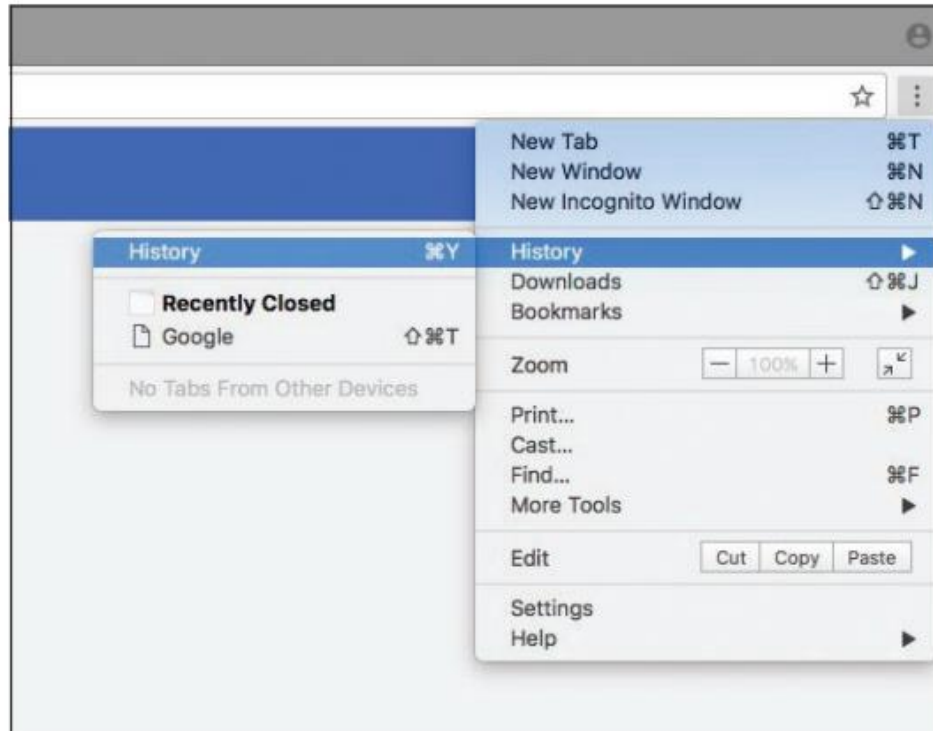 New Tab ⌘T
New Window ⌘N
New Incognito Window ⇧⌘N
History ▶
Downloads ⇧⌘J
Bookmarks ▶
Zoom — 100% +
Print... ⌘P
Cast...
Find... ⌘F
More Tools ▶
Edit Cut Copy Paste
Settings
Help ▶
History ⌘Y
Recently Closed
Google ⇧⌘T
No Tabs From Other Devices